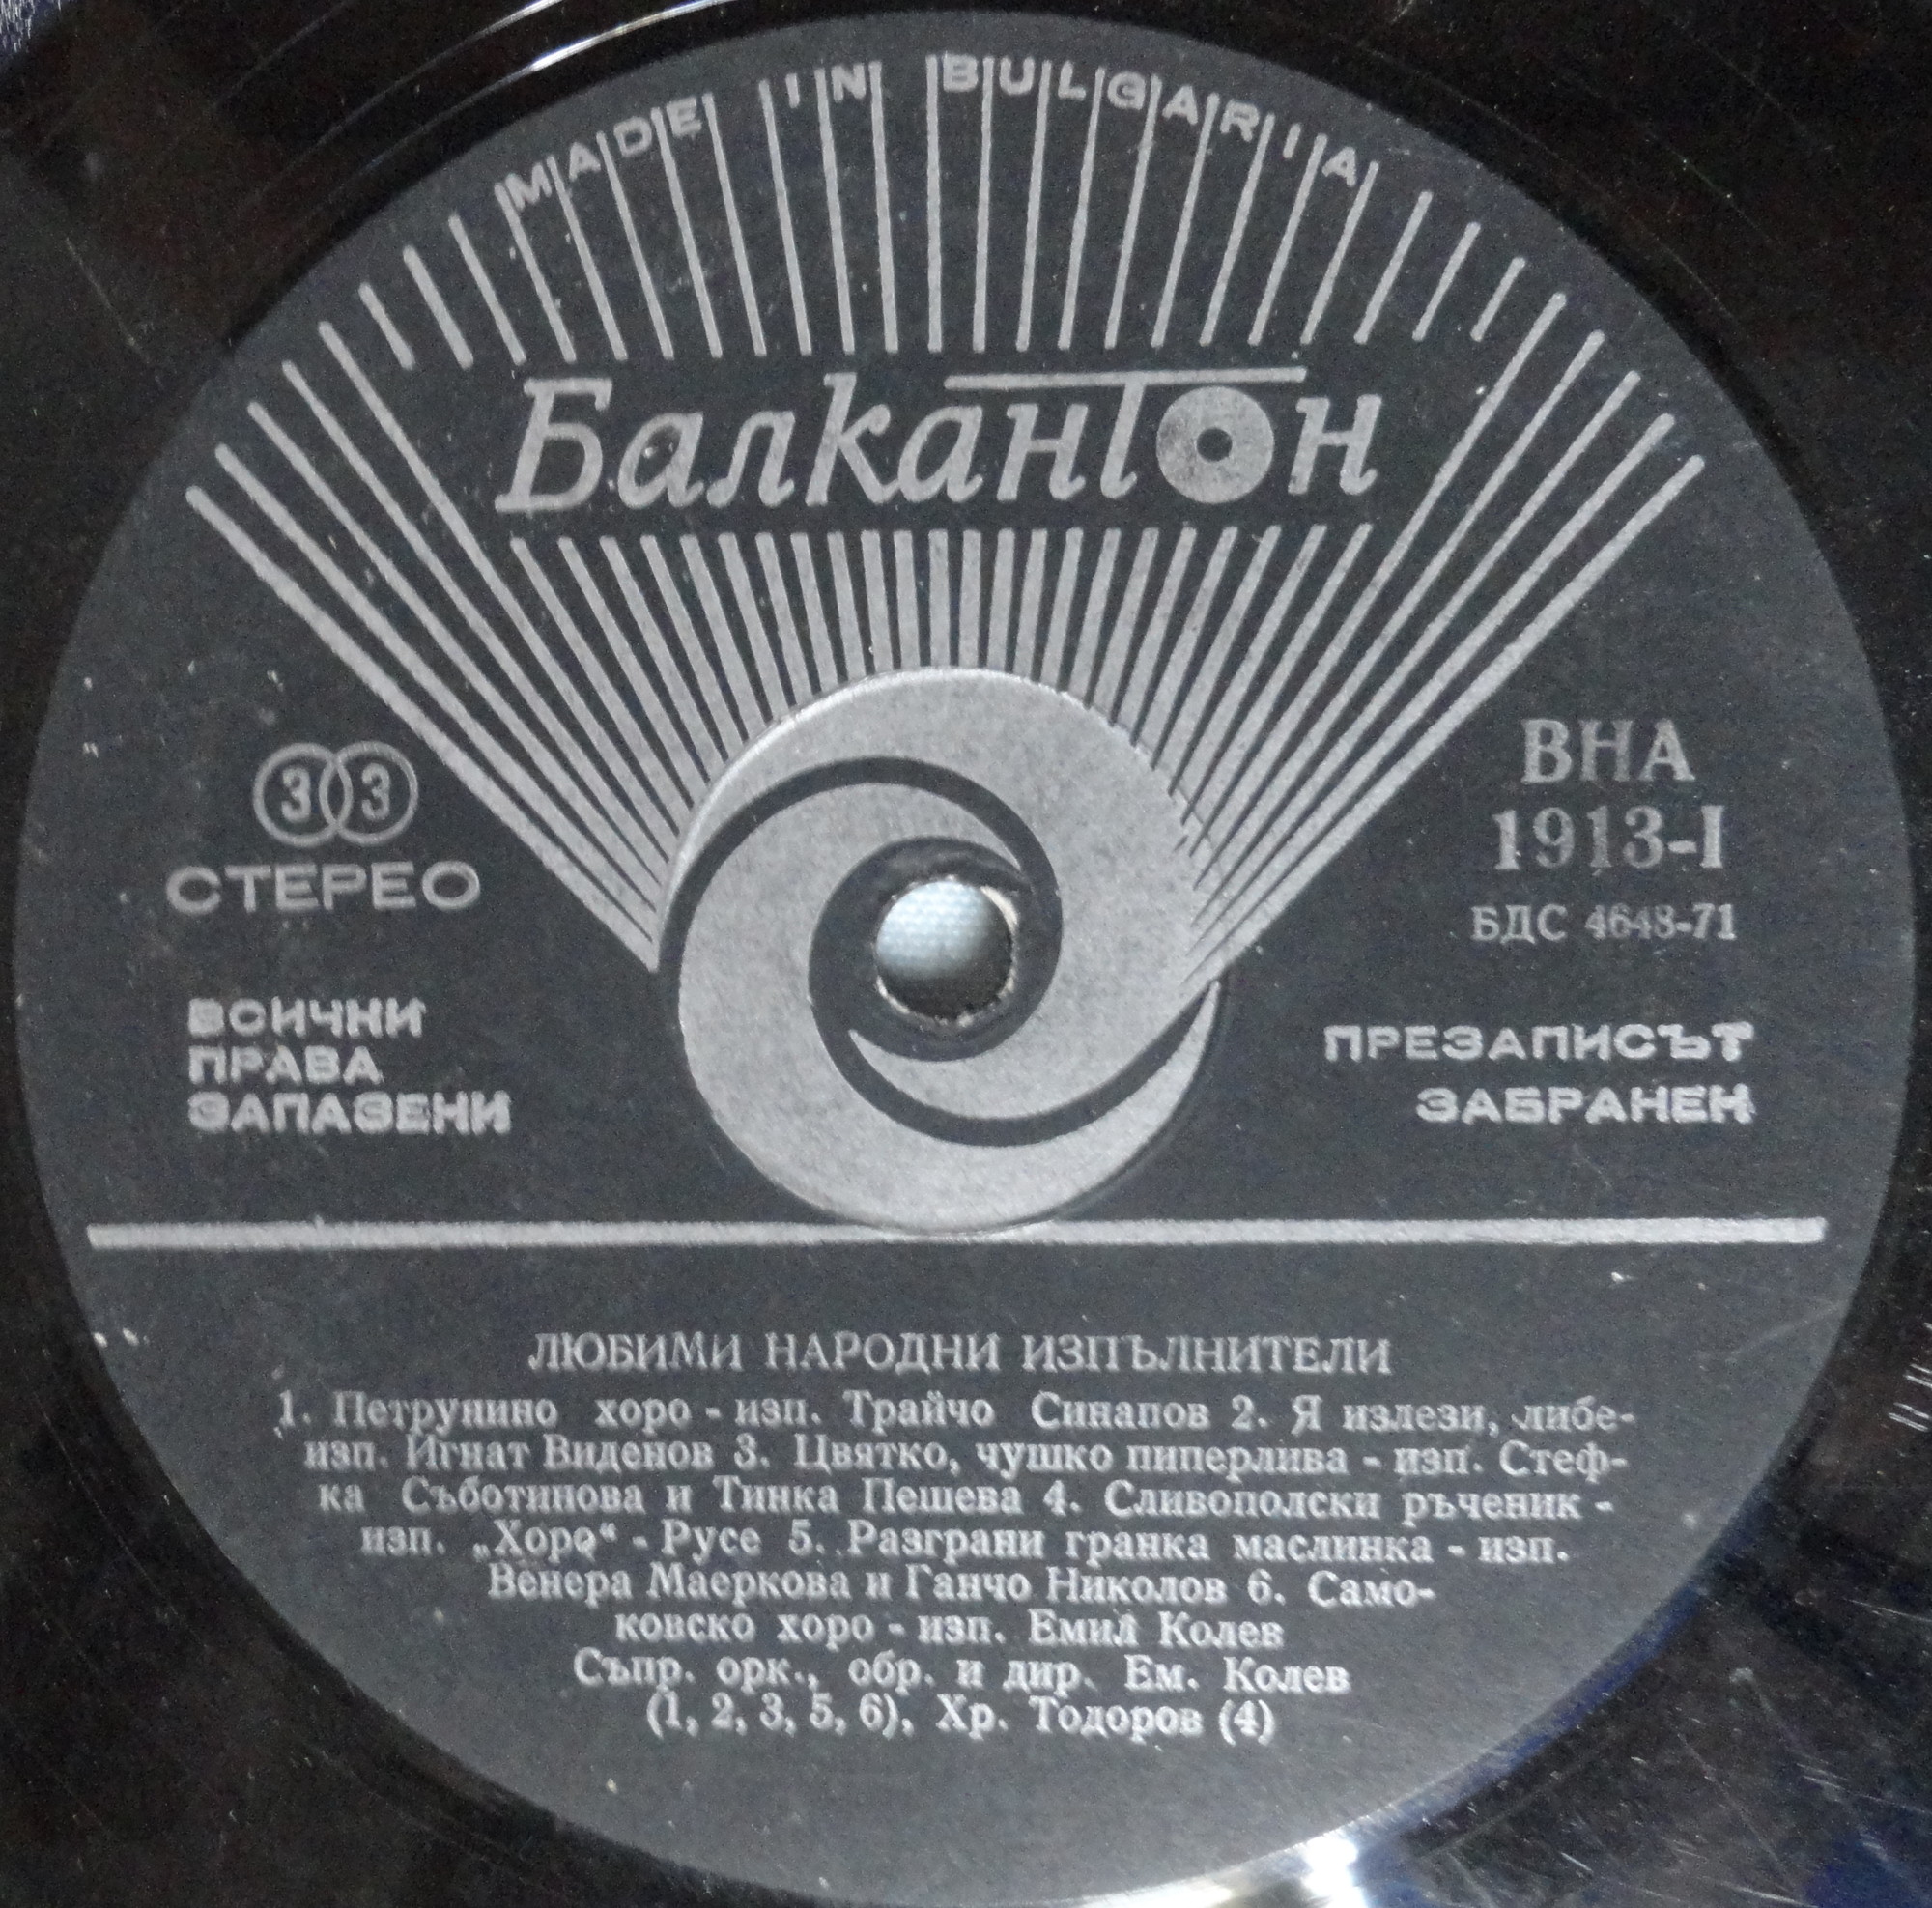 MADE IN BULGARIA
Балкантон
33
СТЕРЕО
ВНА
1913-I
БДС 4648-71
ВСИЧКИ
ПРАВА
ЗАПАЗЕНИ
ПРЕЗАПИСЪТ
ЗАБРАНЕН
ЛЮБИМИ НАРОДНИ ИЗПЪЛНИТЕЛИ
1. Петрунино хоро - изп. Трайчо Синапов 2. Я излези, либе-
изп. Игнат Виденов 3. Цвятко, чушко пиперлива - изп. Стеф-
ка Съботинова и Тинка Пешева 4. Сливополски ръченик -
изп. „Хоро“ - Русе 5. Разграни гранка маслинка - изп.
Венера Маеркова и Ганчо Николов 6. Само-
ковско хоро - изп. Емил Колев
Съпр. орк., обр. и дир. Ем. Колев
(1, 2, 3, 5, 6), Хр. Тодоров (4)